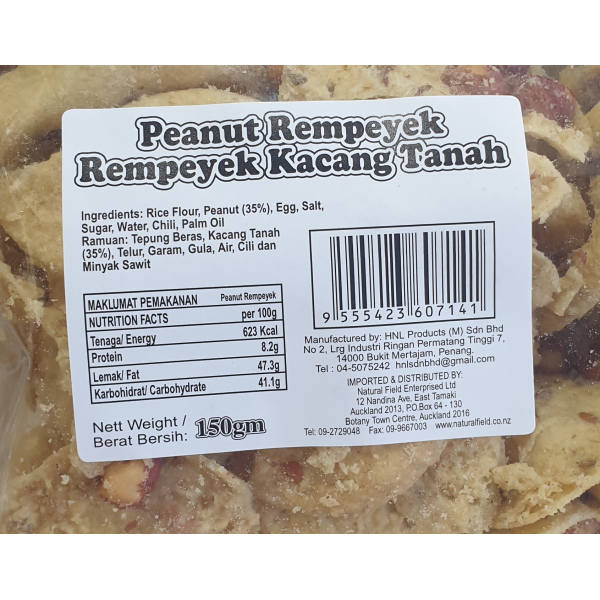 Peanut Rempeyek
Rempeyek Kacang Tanah
Ingredients: Rice Flour, Peanut (35%), Egg, Salt,
Sugar, Water, Chili, Palm Oil
Ramuan: Tepung Beras, Kacang Tanah
(35%), Telur, Garam, Gula, Air, Cili dan
Minyak Sawit
MAKLUMAT PEMAKANAN Peanut Rempeyek
NUTRITION FACTS per 100g
Tenaga/ Energy 623 Kcal
Protein 8.2g
Lemak/ Fat 47.3g
Karbohidrat/ Carbohydrate 41.1g
Nett Weight /
Berat Bersih: 150gm
9 555423 607141
Manufactured by: HNL Products (M) Sdn Bhd
No 2, Lrg Industri Ringan Permatang Tinggi 7,
14000 Bukit Mertajam, Penang.
Tel : 04-5075242 hnlsdnbhd@gmail.com
IMPORTED & DISTRIBUTED BY:
Natural Field Enterprised Ltd
12 Nandina Ave, East Tamaki
Auckland 2013, P.O.Box 64 - 130
Botany Town Centre, Auckland 2016
Tel: 09-2729048 Fax: 09-9667003 www.naturalfield.co.nz